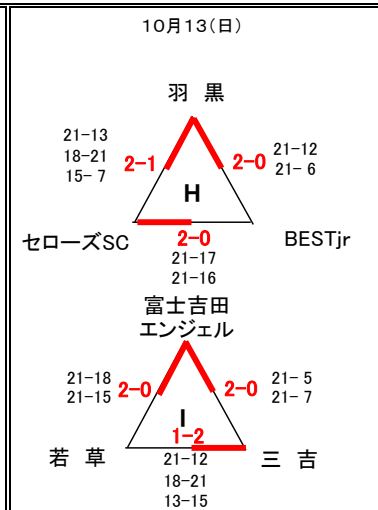 10月13(日)
羽 黒
21-13
18-21
15- 7
2-1
2-0
21-12
21- 6
H
セローズSC
2-0
BESTjr
21-17
21-16
富士吉田
エンジェル
21-18
21-15
2-0
2-0
21- 5
21- 7
I
1-2
若 草
三 吉
21-12
18-21
13-15